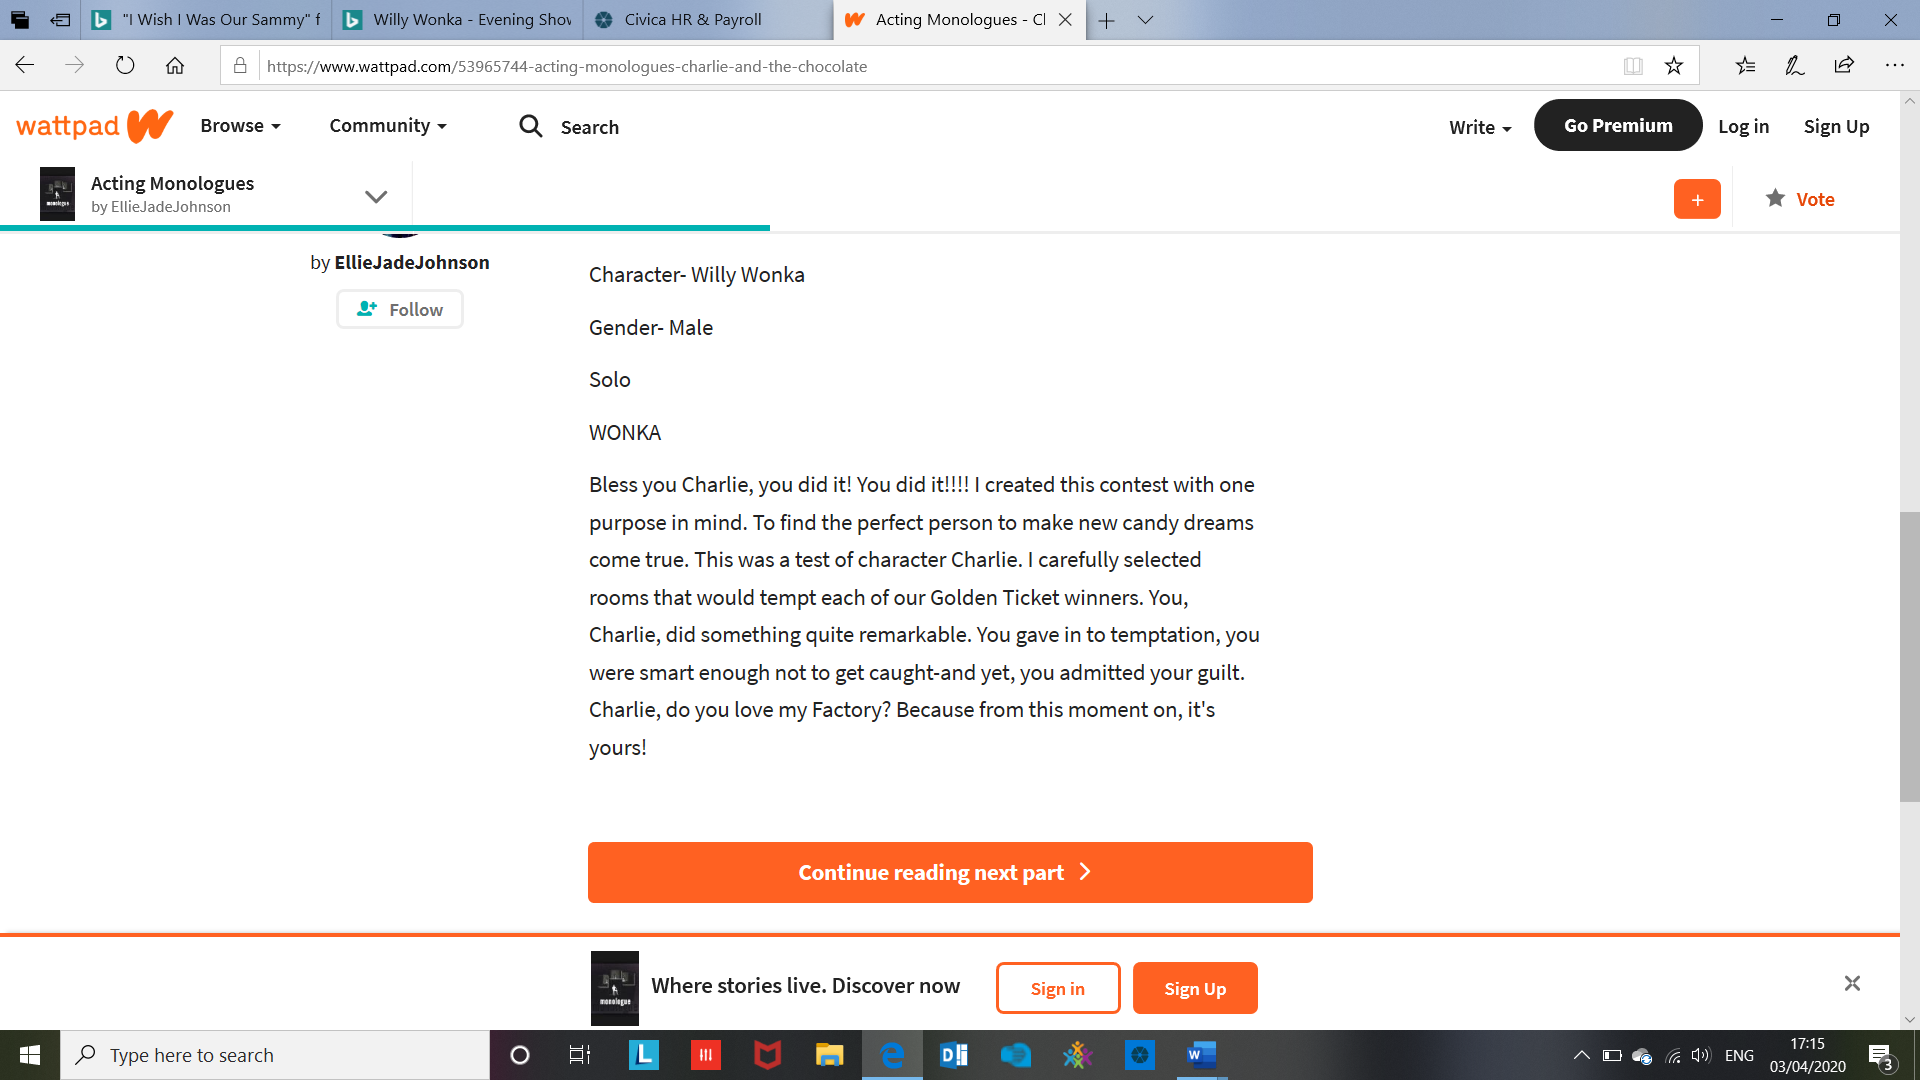 "I Wish I Was Our Sammy" f
Willy Wonka - Evening Shov
Civica HR & Payroll
Acting Monologues - Cl
https://www.wattpad.com/53965744-acting-monologues-charlie-and-the-chocolate
wattpad
Browse
Community
Search
Write
Go Premium
Log in
Sign Up
Acting Monologues
by EllieJadeJohnson
+
Vote
by EllieJadeJohnson
Follow
Character- Willy Wonka
Gender- Male
Solo
WONKA
Bless you Charlie, you did it! You did it!!!! I created this contest with one
purpose in mind. To find the perfect person to make new candy dreams
come true. This was a test of character Charlie. I carefully selected
rooms that would tempt each of our Golden Ticket winners. You,
Charlie, did something quite remarkable. You gave in to temptation, you
were smart enough not to get caught-and yet, you admitted your guilt.
Charlie, do you love my Factory? Because from this moment on, it's
yours!
Continue reading next part
monologue
Where stories live. Discover now
Sign in
Sign Up
Type here to search
ENG
17:15
03/04/2020
3